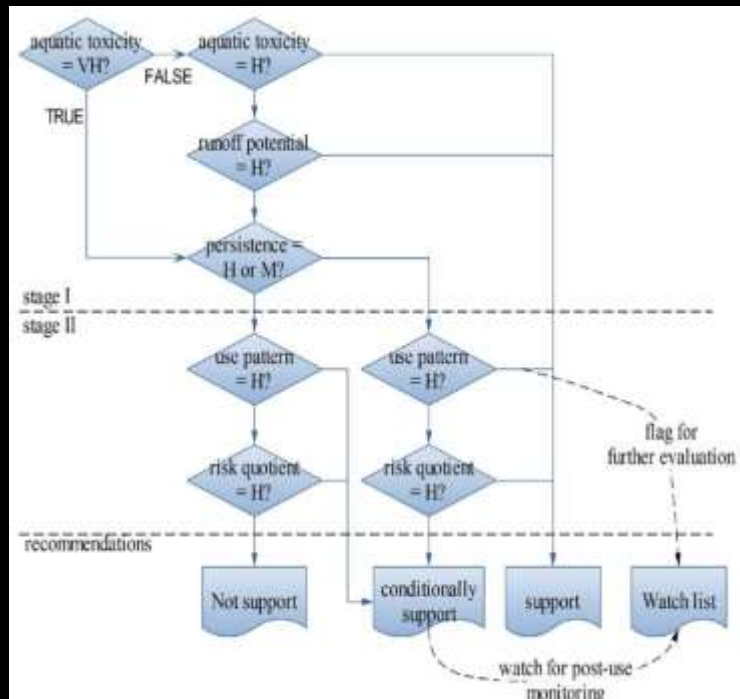 aquatic toxicity
= VH?
aquatic toxicity
= H?
FALSE
TRUE
runoff potential
= H?
persistence =
H or M?
stage I
stage II
use pattern
= H?
use pattern
= H?
flag for
further evaluation
risk quotient
= H?
risk quotient
= H?
recommendations
Not support
conditionally
support
support
Watch list
watch for post-use
monitoring